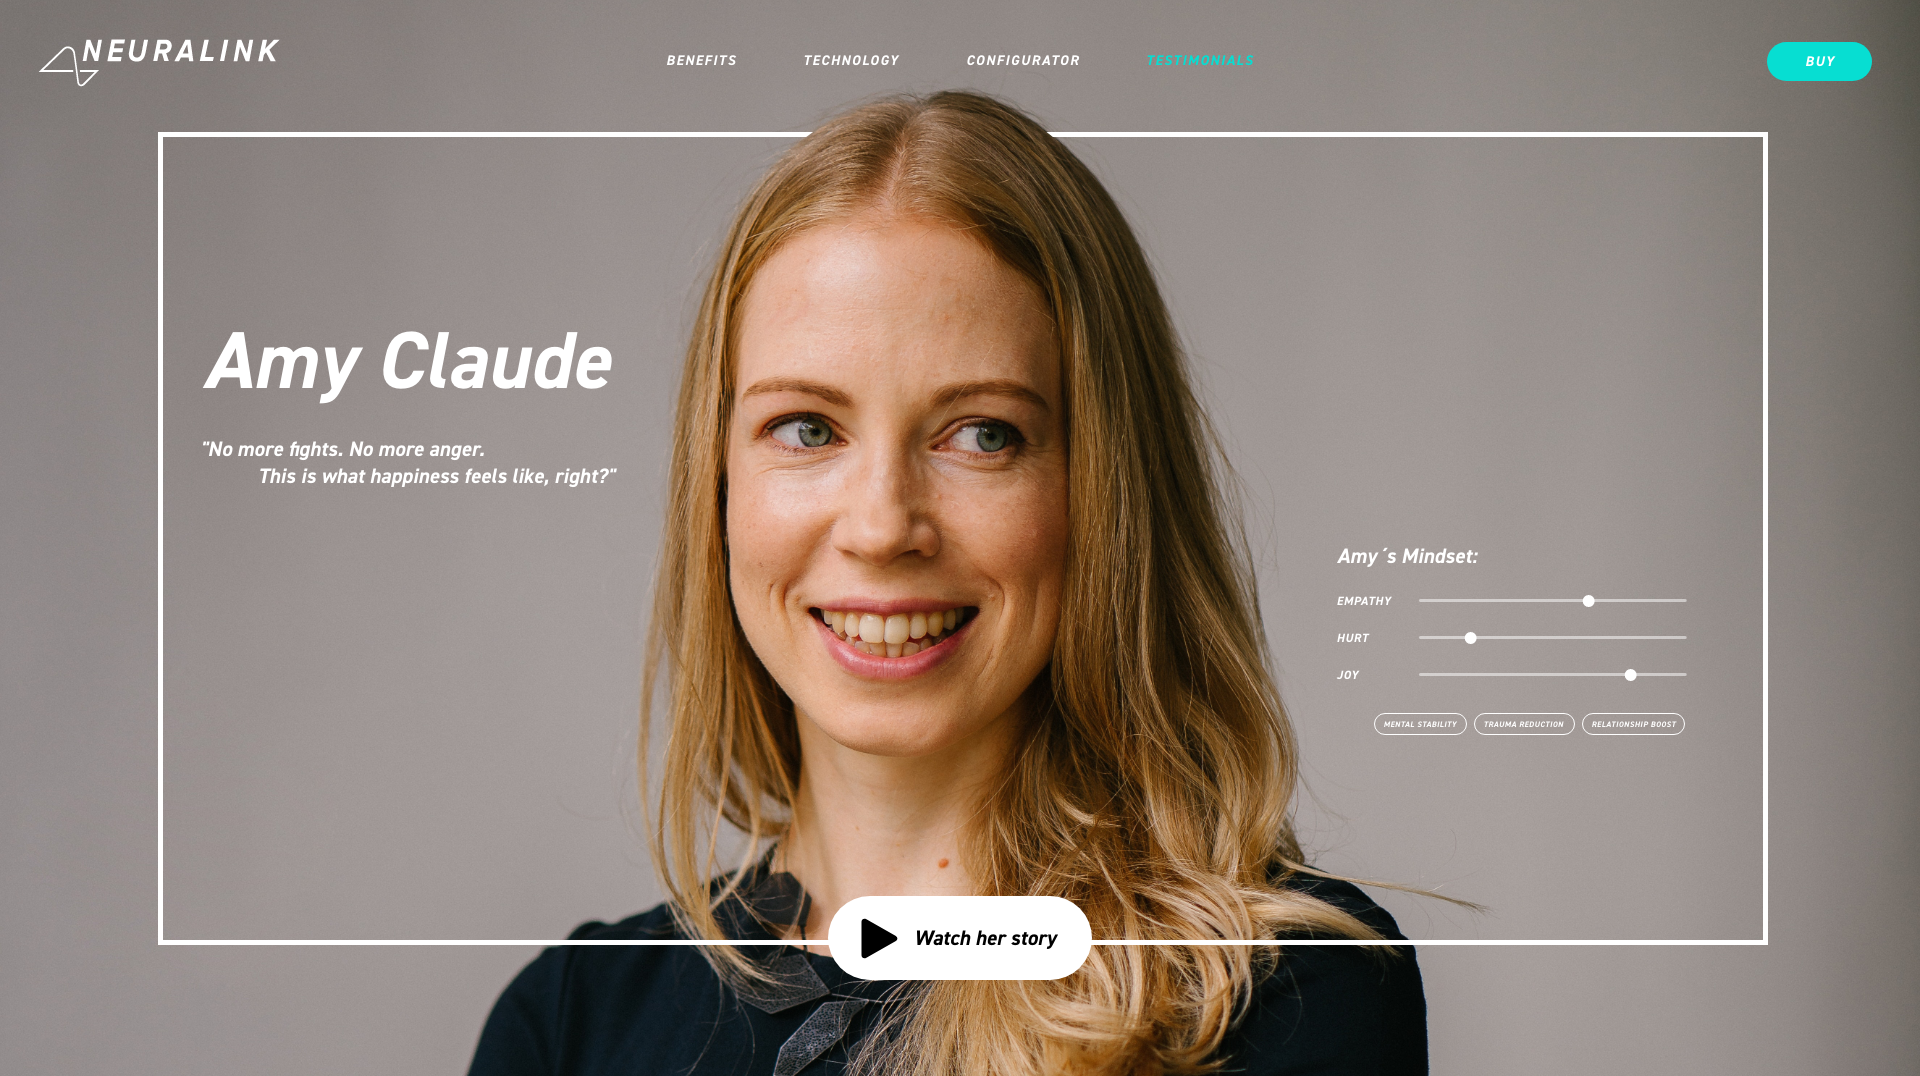 NEURALINK
BENEFITS
TECHNOLOGY
CONFIGURATOR
TESTIMONIALS
BUY
Amy Claude
"No more fights. No more anger.
This is what happiness feels like, right?"
Amy´s Mindset:
EMPATHY
HURT
JOY
MENTAL STABILITY
TRAUMA REDUCTION
RELATIONSHIP BOOST
Watch her story